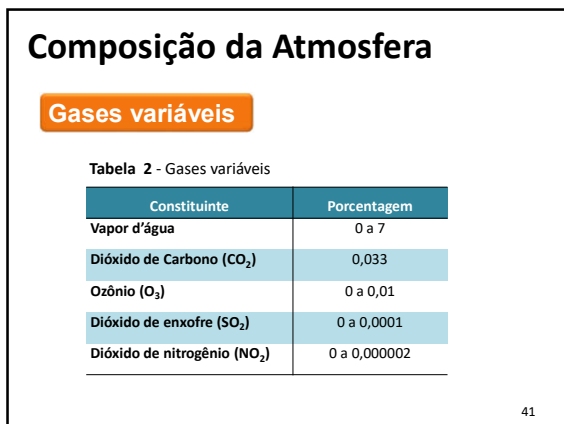 Composição da Atmosfera
Gases variáveis
Tabela 2 - Gases variáveis
Constituinte Porcentagem
Vapor d’água 0 a 7
Dióxido de Carbono (CO₂) 0,033
Ozônio (O₃) 0 a 0,01
Dióxido de enxofre (SO₂) 0 a 0,0001
Dióxido de nitrogênio (NO₂) 0 a 0,000002
41